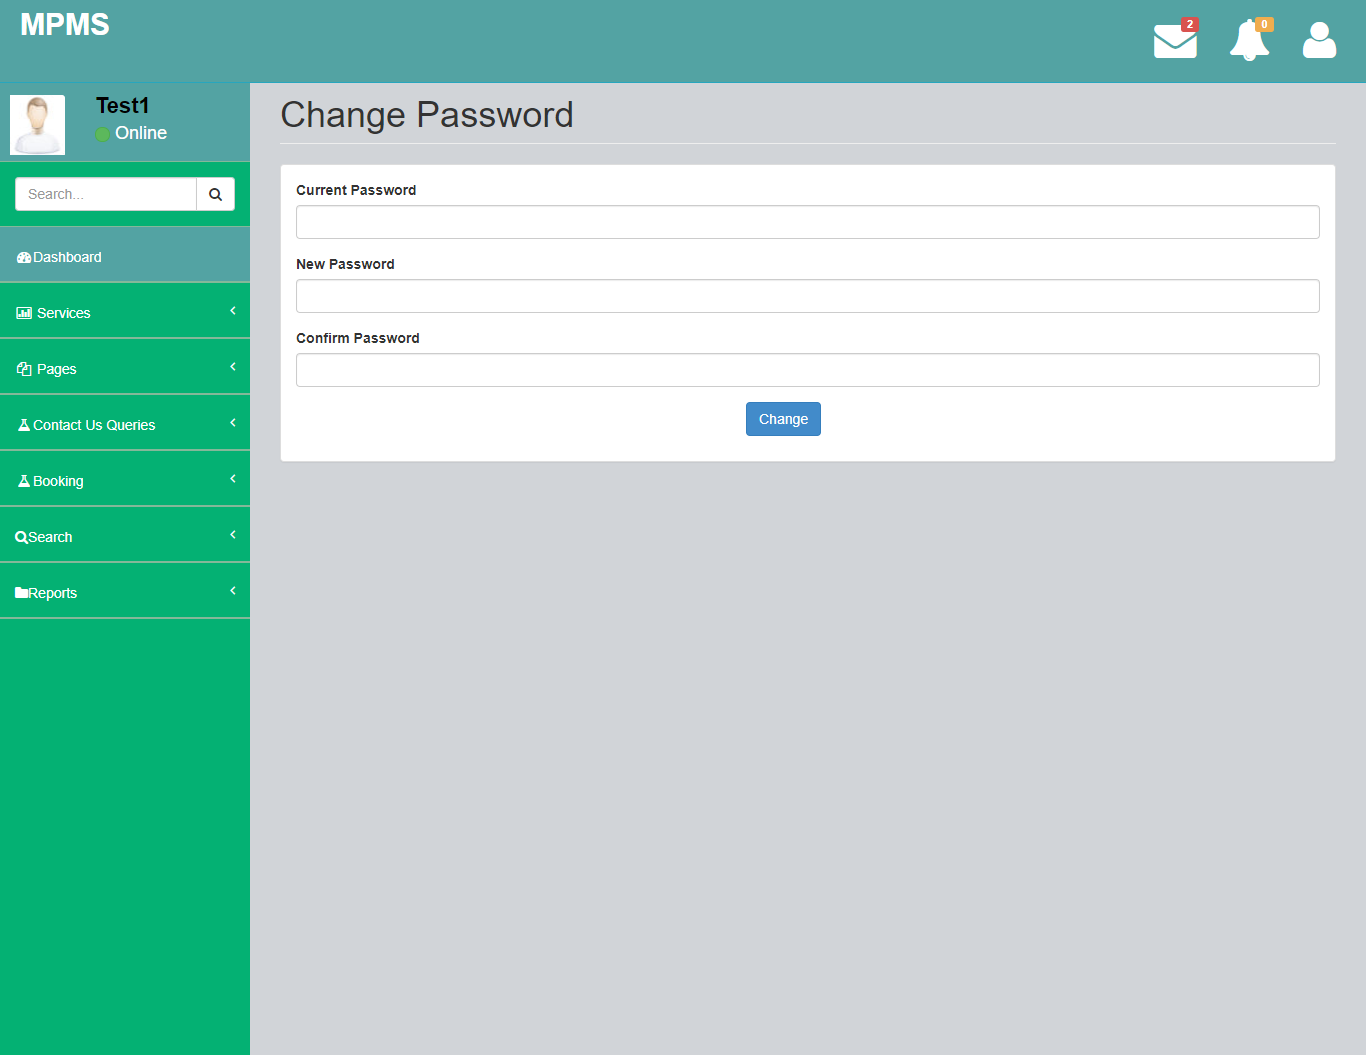 MPMS
2
0
Test1
Online
Search...
Dashboard
Services
Pages
Contact Us Queries
Booking
Search
Reports
Change Password
Current Password
New Password
Confirm Password
Change